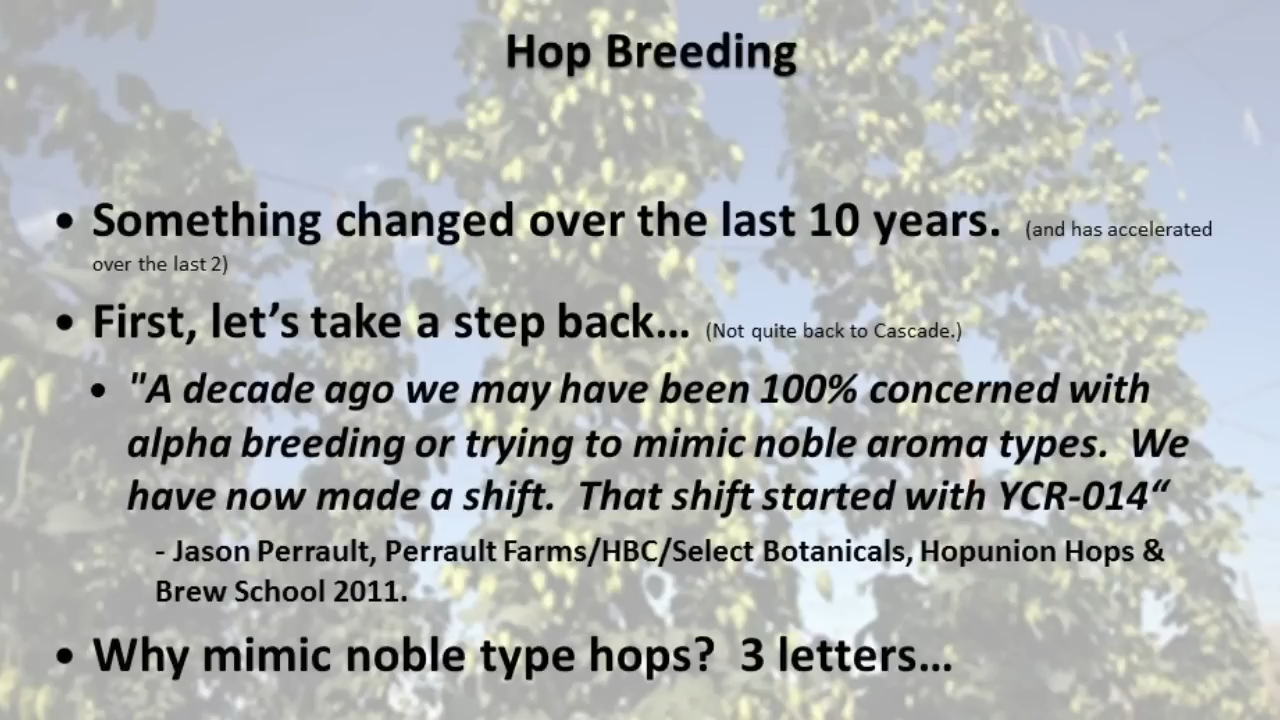 Hop Breeding
• Something changed over the last 10 years. (and has accelerated
over the last 2)
• First, let’s take a step back… (Not quite back to Cascade.)
• "A decade ago we may have been 100% concerned with
alpha breeding or trying to mimic noble aroma types. We
have now made a shift. That shift started with YCR-014“
- Jason Perrault, Perrault Farms/HBC/Select Botanicals, Hopunion Hops &
Brew School 2011.
• Why mimic noble type hops? 3 letters…